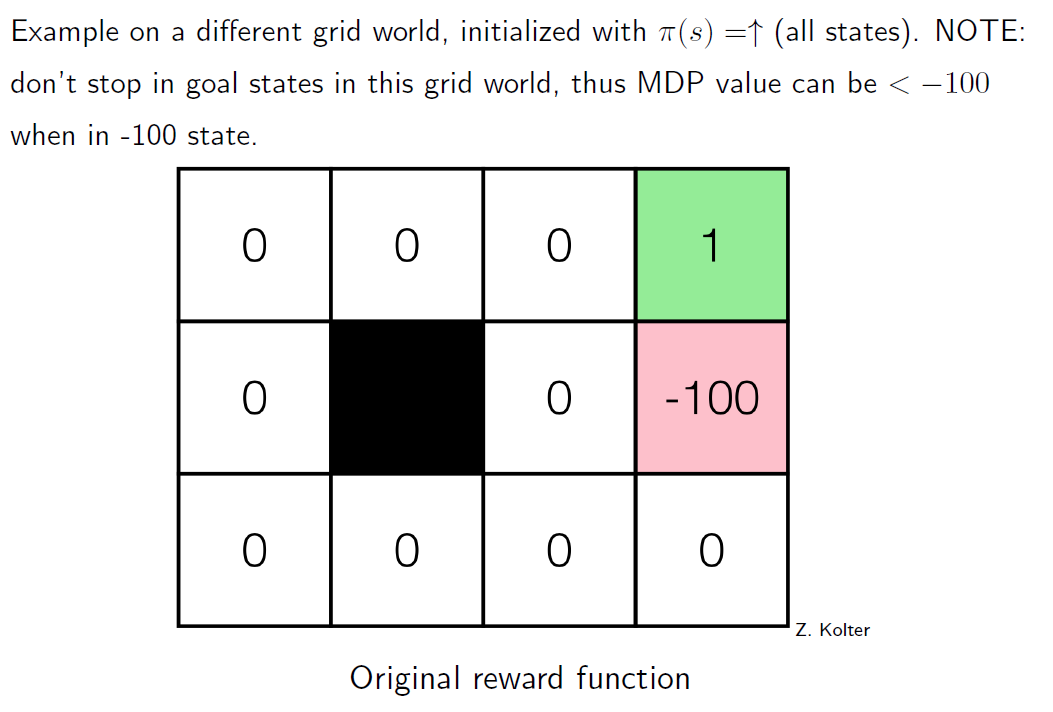 Example on a different grid world, initialized with π(s) =↑ (all states). NOTE:
don't stop in goal states in this grid world, thus MDP value can be < −100
when in -100 state.
0 0 0 1
0 0 -100
0 0 0 0
Z. Kolter
Original reward function